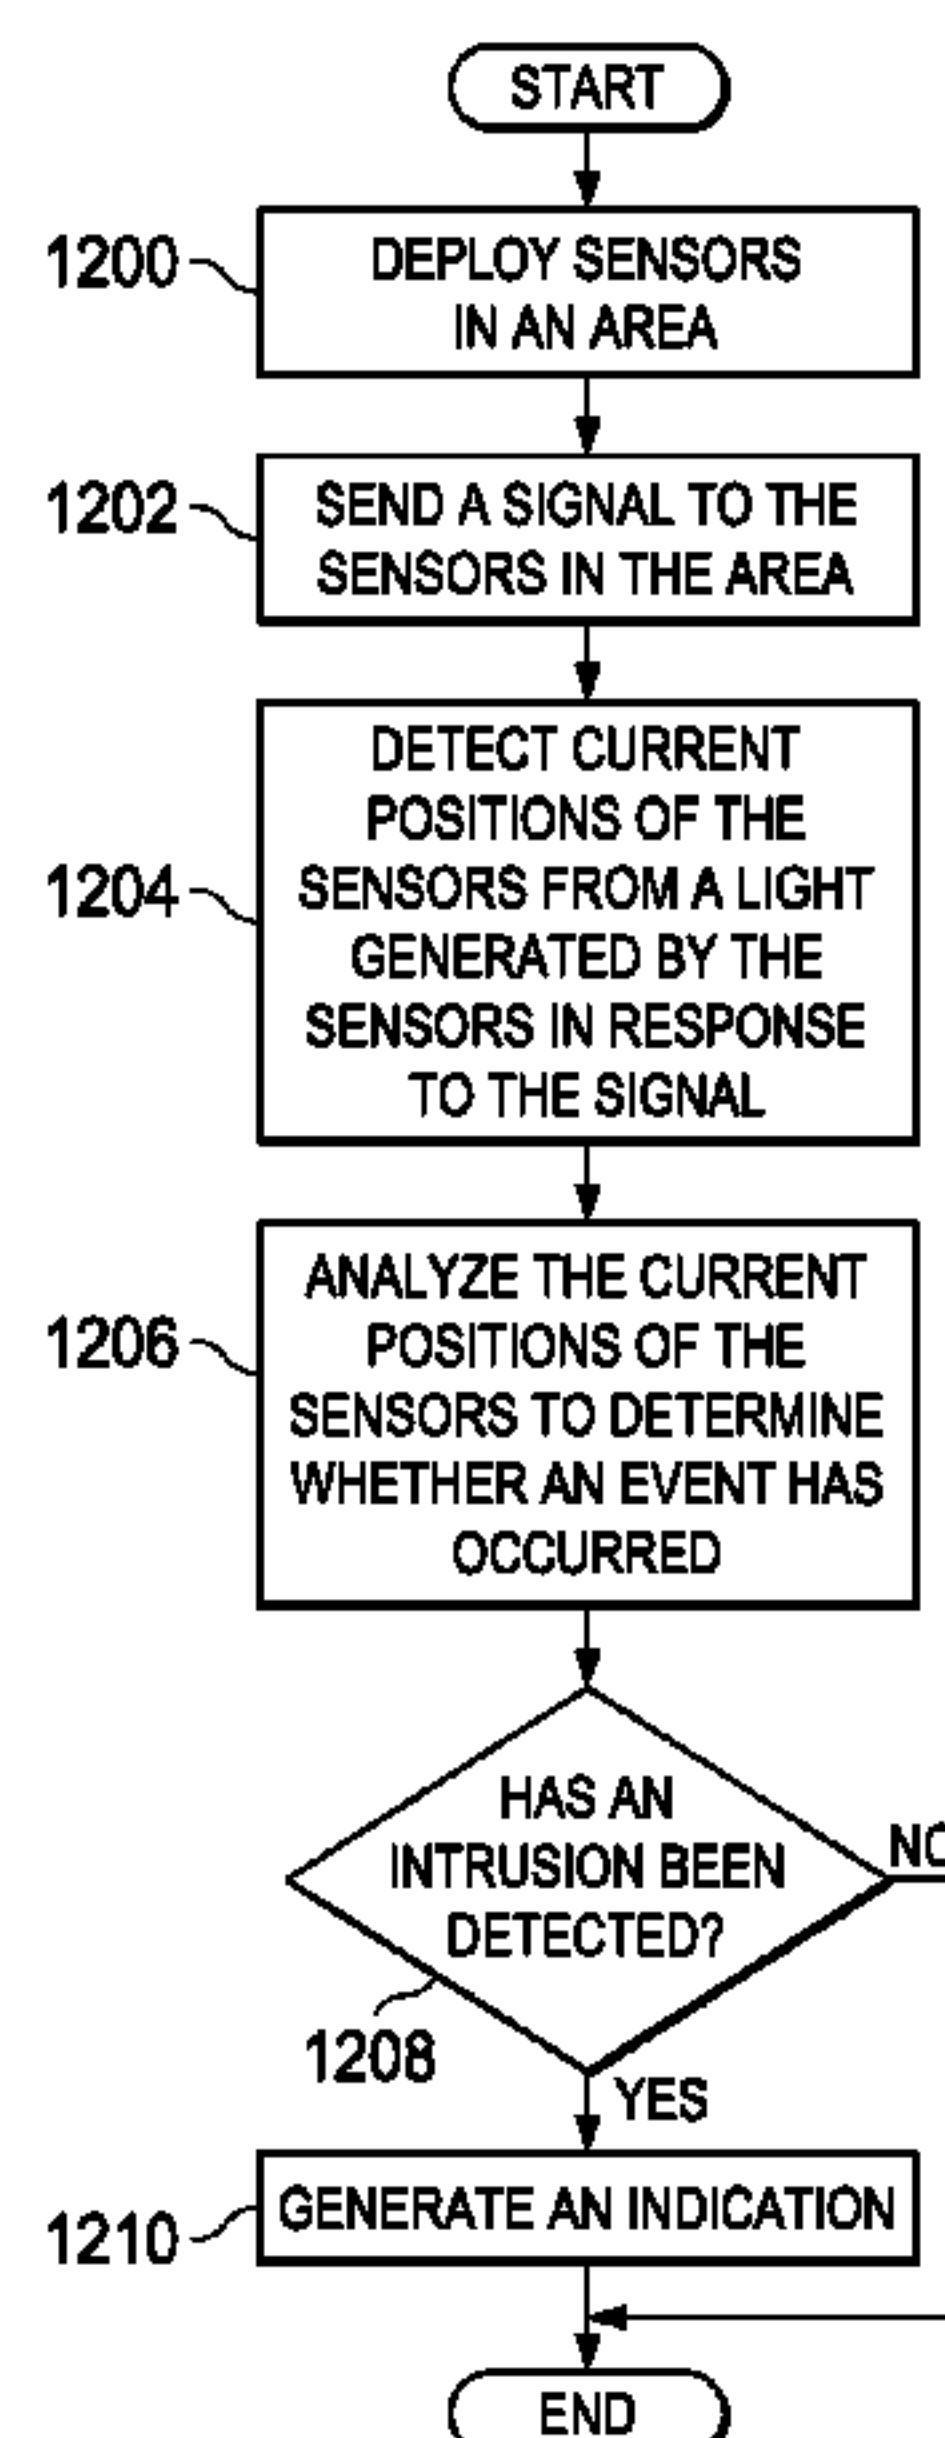 START
1200
DEPLOY SENSORS
IN AN AREA
1202
SEND A SIGNAL TO THE
SENSORS IN THE AREA
1204
DETECT CURRENT
POSITIONS OF THE
SENSORS FROM A LIGHT
GENERATED BY THE
SENSORS IN RESPONSE
TO THE SIGNAL
1206
ANALYZE THE CURRENT
POSITIONS OF THE
SENSORS TO DETERMINE
WHETHER AN EVENT HAS
OCCURRED
HAS AN
INTRUSION BEEN
DETECTED?
NO
1208
YES
1210
GENERATE AN INDICATION
END